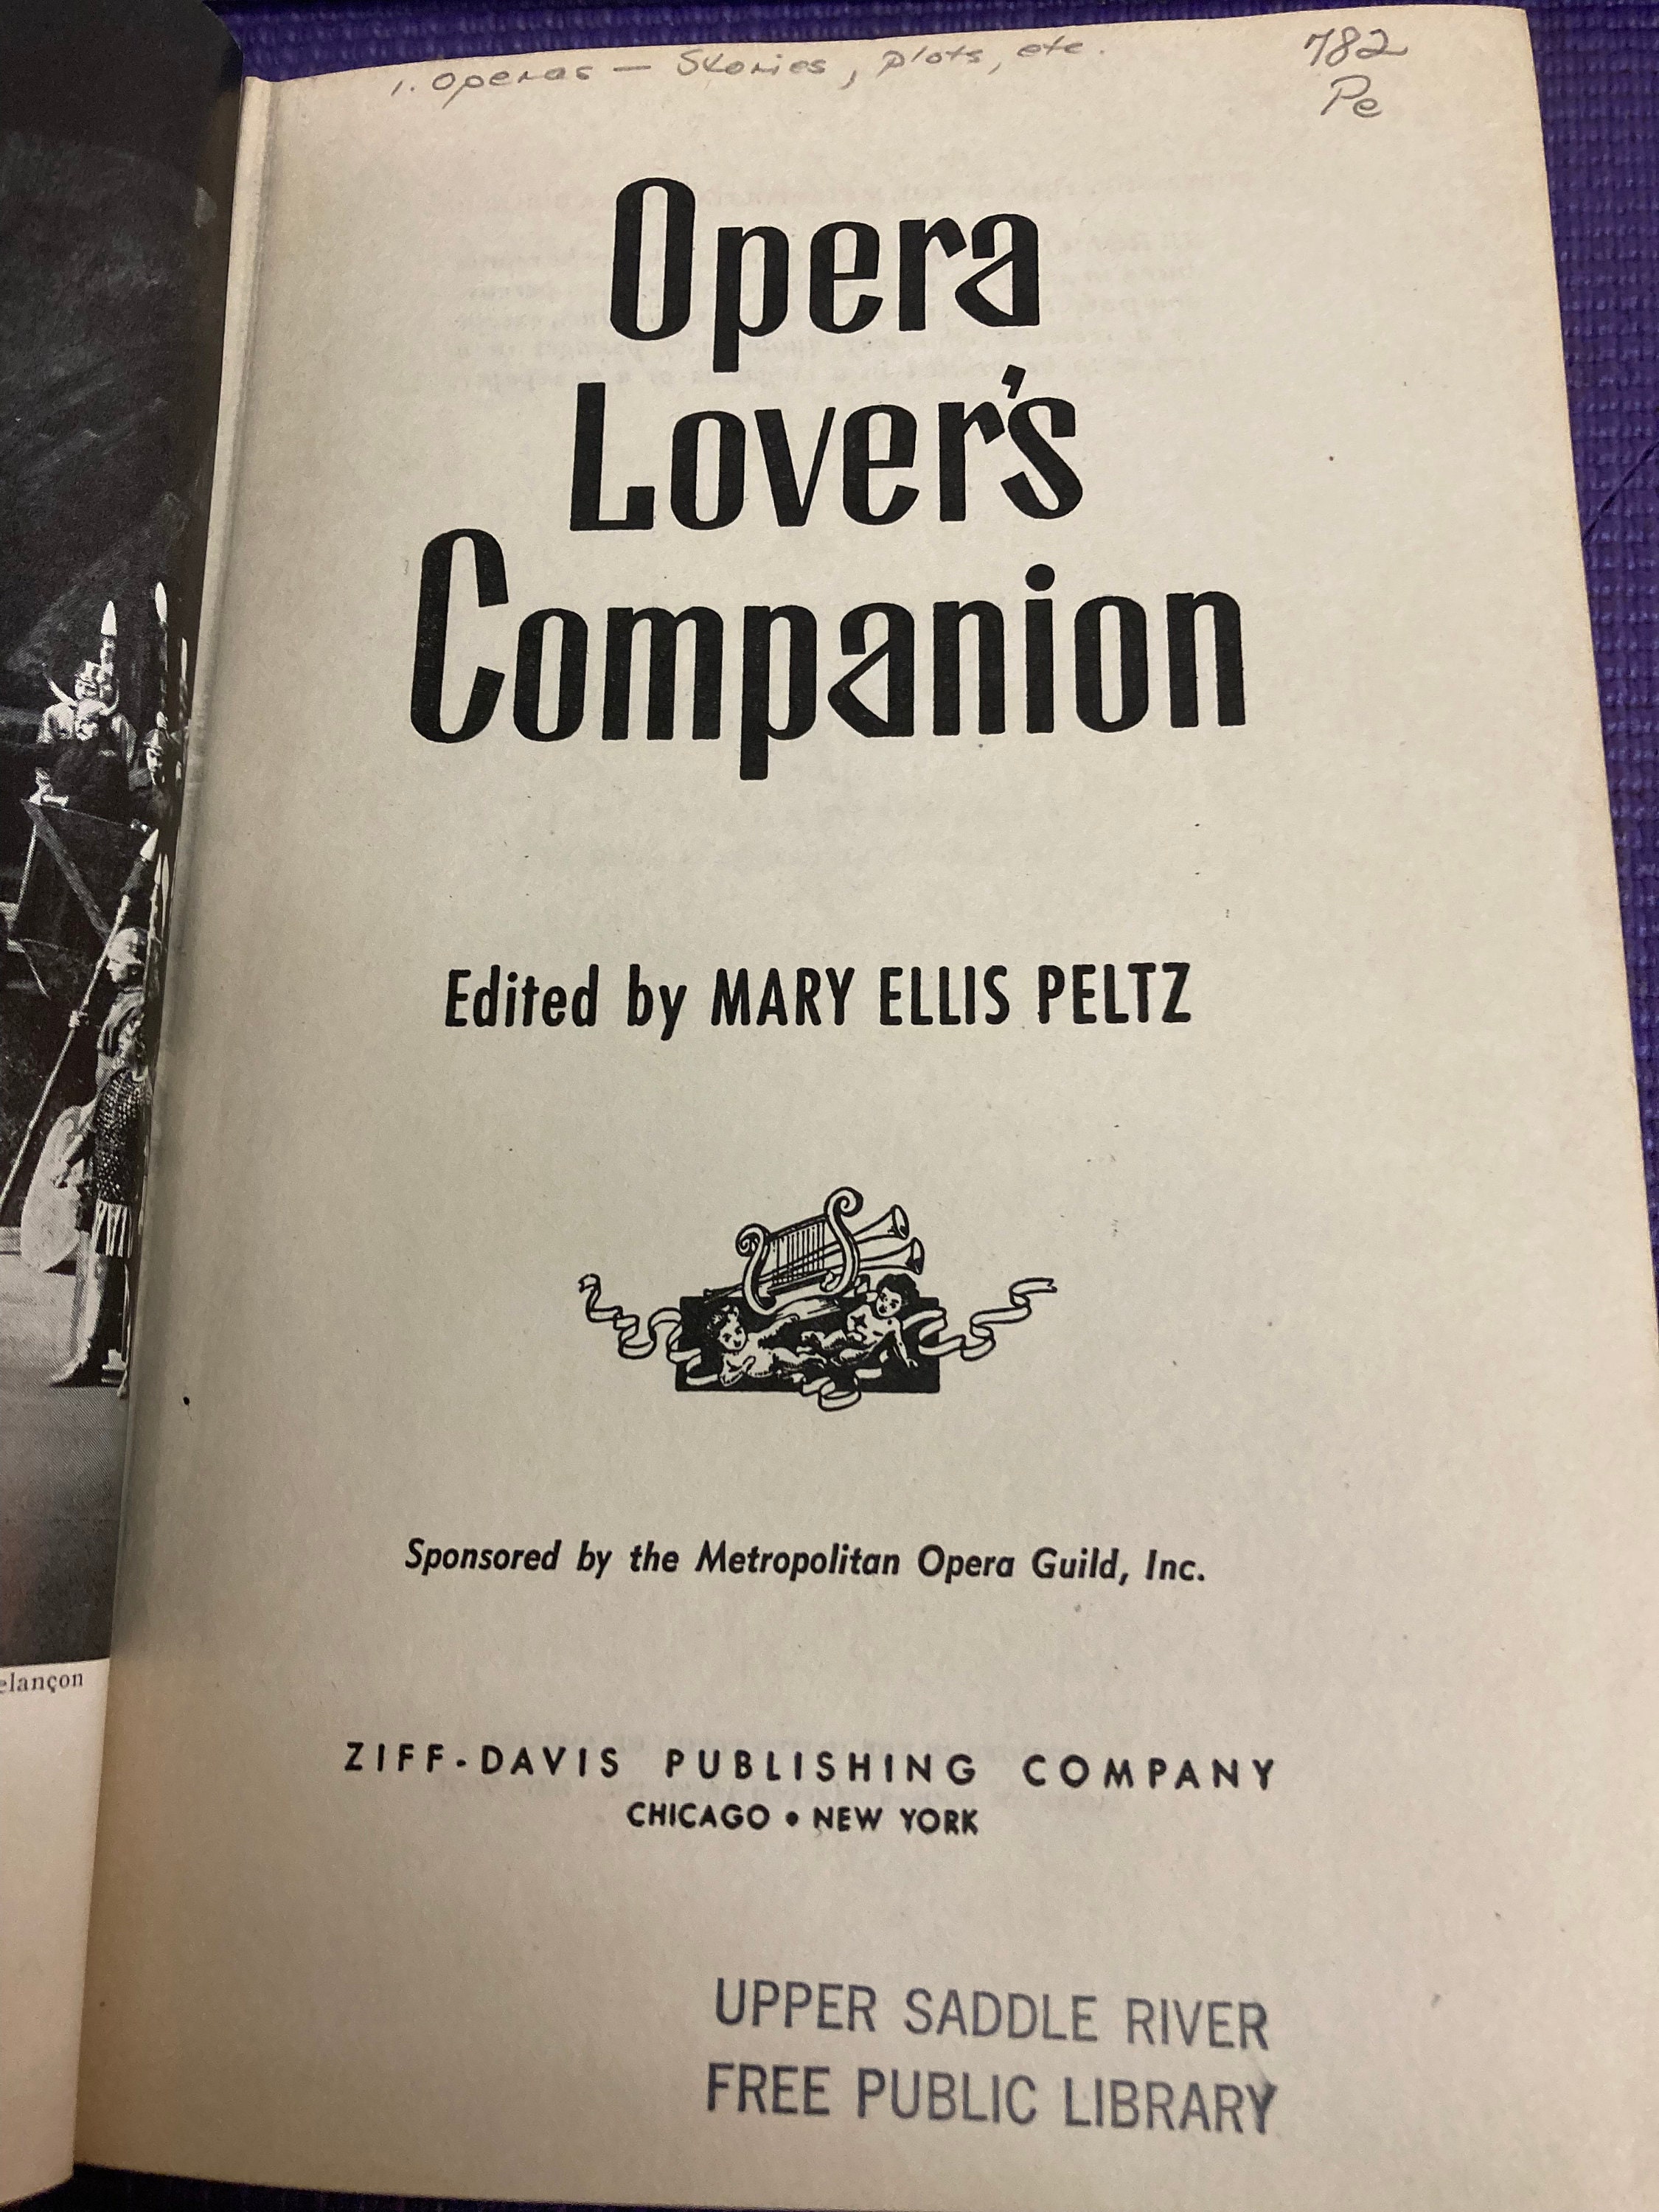 1. Operas — Stories, plots, etc.
782
Pe
Opera
Lover's
Companion
Edited by MARY ELLIS PELTZ
Sponsored by the Metropolitan Opera Guild, Inc.
elançon
ZIFF-DAVIS PUBLISHING COMPANY
CHICAGO • NEW YORK
UPPER SADDLE RIVER
FREE PUBLIC LIBRARY